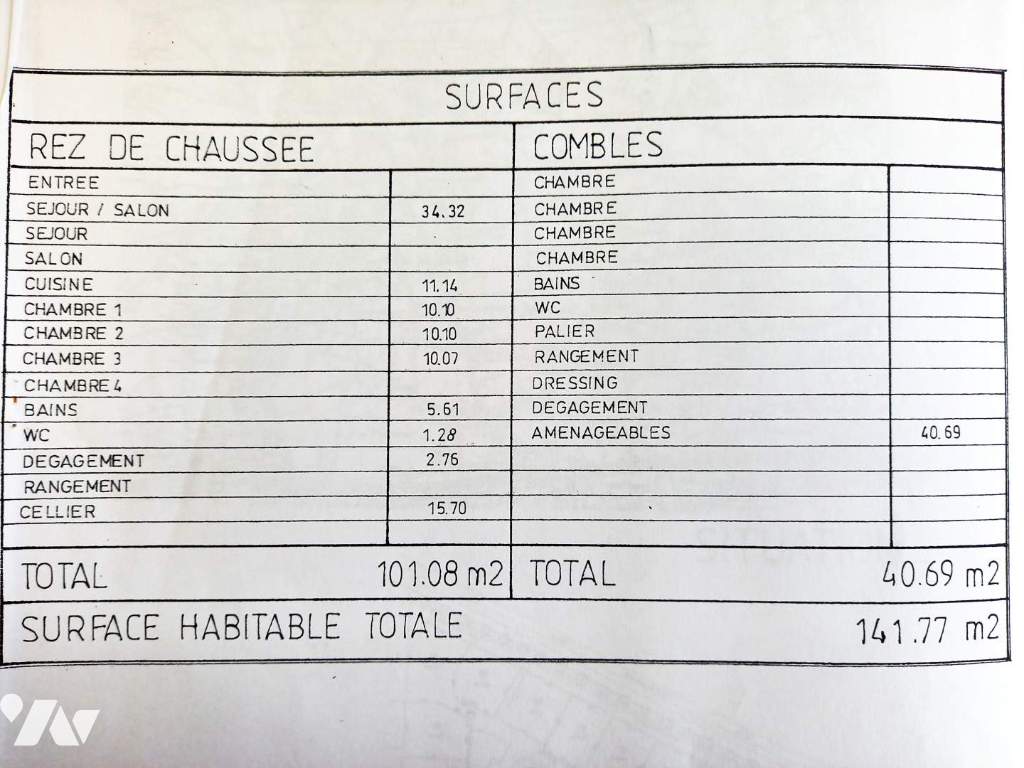 SURFACES
REZ DE CHAUSSEE COMBLES
ENTREE CHAMBRE
SEJOUR / SALON 34.32 CHAMBRE
SEJOUR CHAMBRE
SALON CHAMBRE
CUISINE 11.14 BAINS
CHAMBRE 1 10.10 WC
CHAMBRE 2 10.10 PALIER
CHAMBRE 3 10.07 RANGEMENT
CHAMBRE 4 DRESSING
BAINS 5.61 DEGAGEMENT
WC 1.28 AMENAGEABLES 40.69
DEGAGEMENT 2.76
RANGEMENT
CELLIER 15.70
TOTAL 101.08 m2 TOTAL 40.69 m2
SURFACE HABITABLE TOTALE 141.77 m2